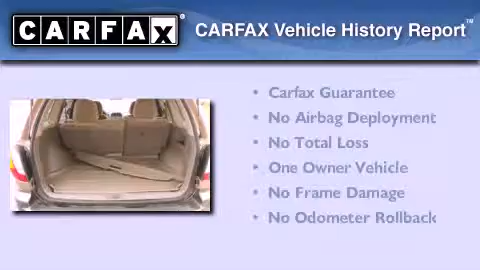 CARFAX CARFAX Vehicle History Report™
• Carfax Guarantee
• No Airbag Deployment
• No Total Loss
• One Owner Vehicle
• No Frame Damage
• No Odometer Rollback